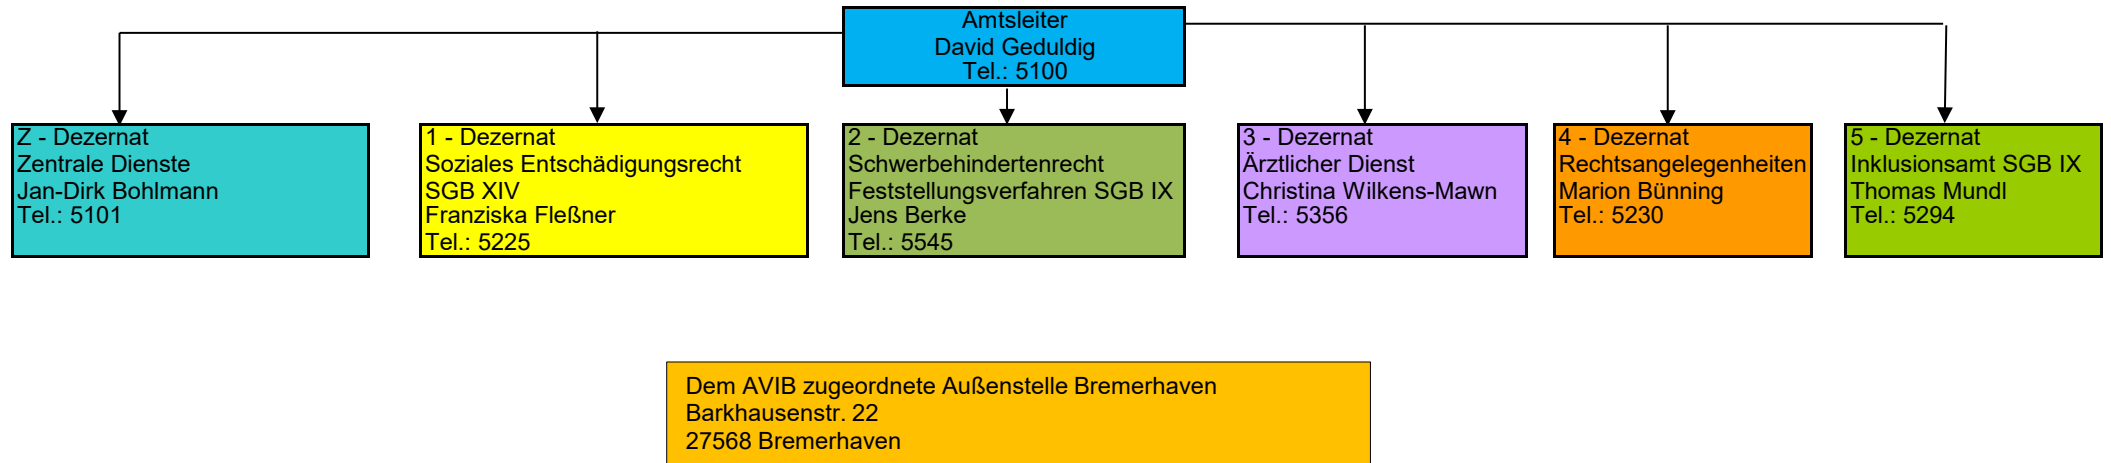 Amtsleiter
David Geduldig
Tel.: 5100
Z - Dezernat
Zentrale Dienste
Jan-Dirk Bohlmann
Tel.: 5101
1 - Dezernat
Soziales Entschädigungsrecht
SGB XIV
Franziska Fleßner
Tel.: 5225
2 - Dezernat
Schwerbehindertenrecht
Feststellungsverfahren SGB IX
Jens Berke
Tel.: 5545
3 - Dezernat
Ärztlicher Dienst
Christina Wilkens-Mawn
Tel.: 5356
4 - Dezernat
Rechtsangelegenheiten
Marion Bünning
Tel.: 5230
5 - Dezernat
Inklusionsamt SGB IX
Thomas Mundl
Tel.: 5294
Dem AVIB zugeordnete Außenstelle Bremerhaven
Barkhausenstr. 22
27568 Bremerhaven